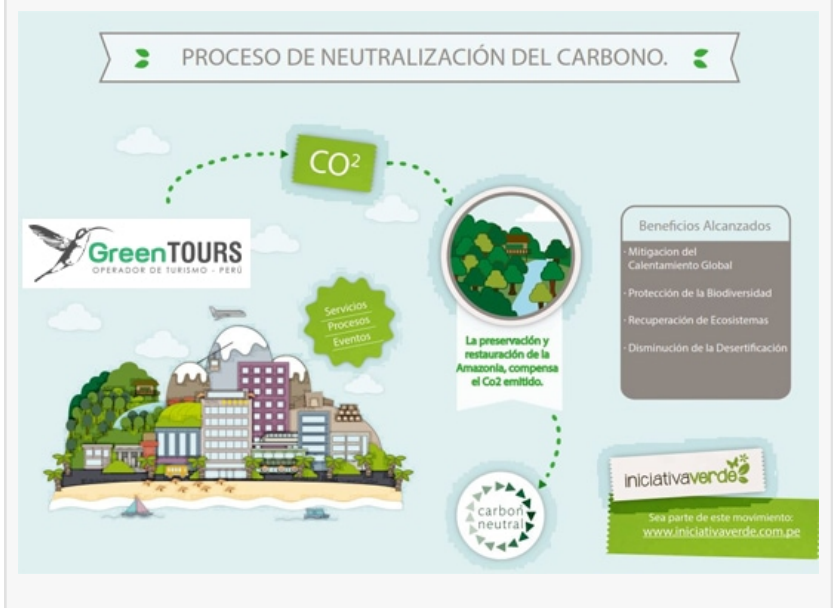 PROCESO DE NEUTRALIZACIÓN DEL CARBONO.
CO²
GreenTOURS
OPERADOR DE TURISMO - PERÚ
Servicios
Procesos
Eventos
La preservación y
restauración de la
Amazonia, compensa
el Co2 emitido.
Beneficios Alcanzados
· Mitigacion del
Calentamiento Global
· Protección de la Biodiversidad
· Recuperación de Ecosistemas
· Disminución de la Desertificación
carbon
neutral
iniciativaverde
Sea parte de este movimiento:
www.iniciativaverde.com.pe